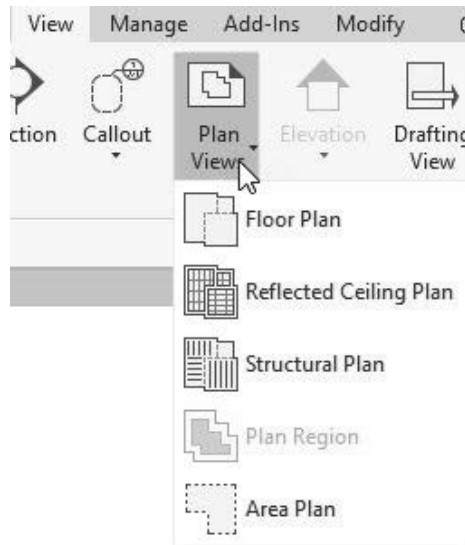 View Manage Add-Ins Modify
ction Callout Plan Views Elevation Drafting View
Floor Plan
Reflected Ceiling Plan
Structural Plan
Plan Region
Area Plan